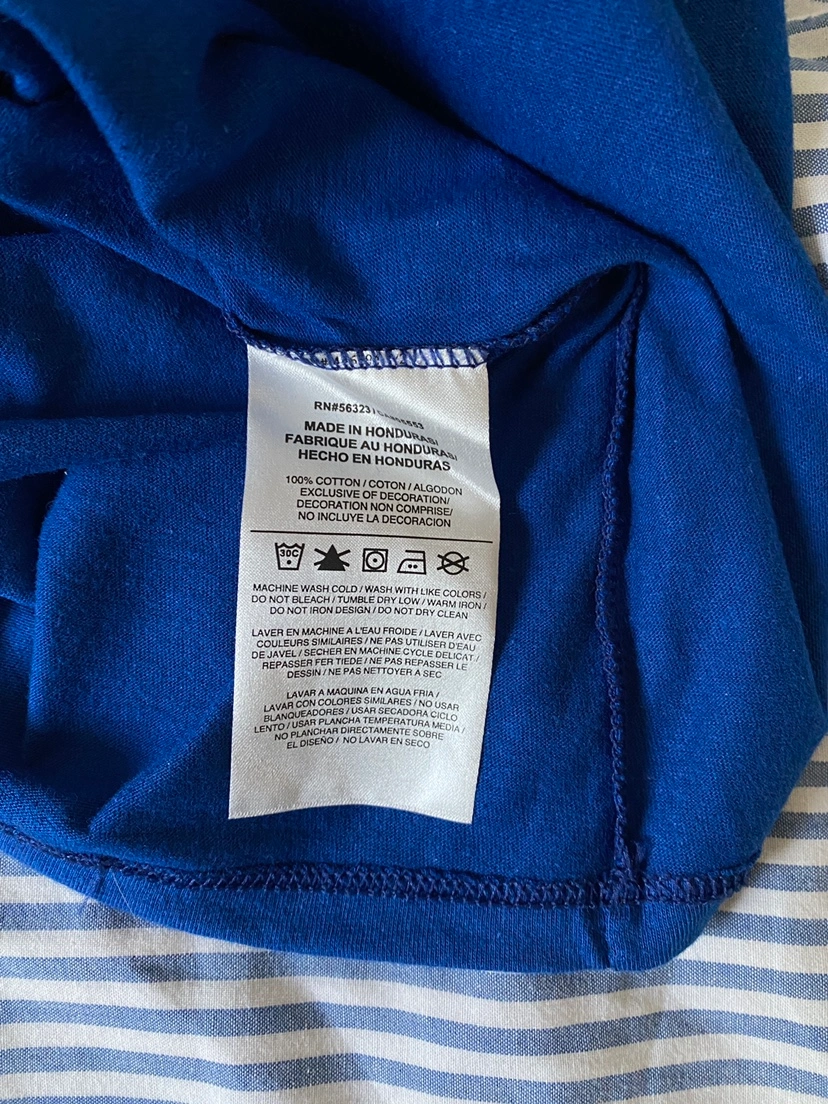 RN#56323/
MADE IN HONDURAS/
FABRIQUE AU HONDURAS/
HECHO EN HONDURAS
100% COTTON / COTON / ALGODON
EXCLUSIVE OF DECORATION/
DECORATION NON COMPRISE/
NO INCLUYE LA DECORACION
30C
MACHINE WASH COLD / WASH WITH LIKE COLORS /
DO NOT BLEACH / TUMBLE DRY LOW / WARM IRON /
DO NOT IRON DESIGN / DO NOT DRY CLEAN
LAVER EN MACHINE A L'EAU FROIDE / LAVER AVEC
COULEURS SIMILAIRES / NE PAS UTILISER D'EAU
DE JAVEL / SECHER EN MACHINE CYCLE DELICAT /
REPASSER FER TIEDE / NE PAS REPASSER LE
DESSIN / NE PAS NETTOYER A SEC
LAVAR A MAQUINA EN AGUA FRIA /
LAVAR CON COLORES SIMILARES / NO USAR
BLANQUEADORES / USAR SECADORA CICLO
LENTO / USAR PLANCHA TEMPERATURA MEDIA /
NO PLANCHAR DIRECTAMENTE SOBRE
EL DISEÑO / NO LAVAR EN SECO